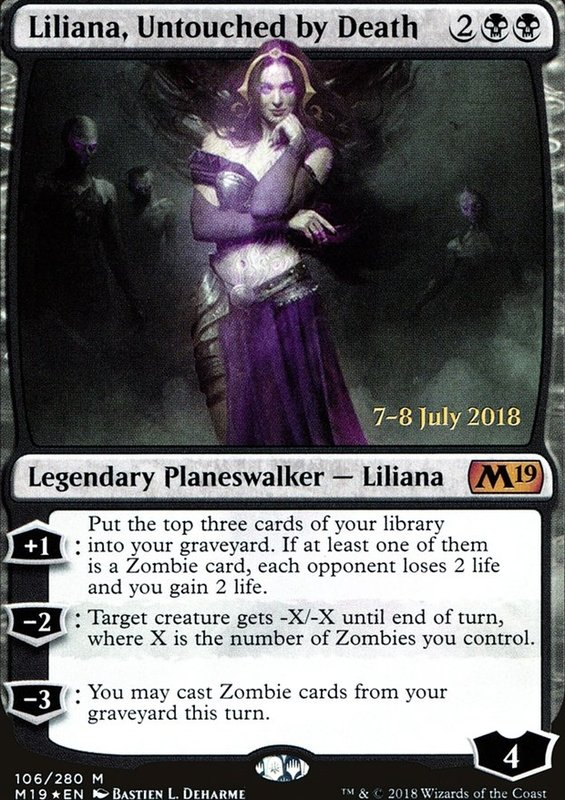 Liliana, Untouched by Death 2
7–8 July 2018
Legendary Planeswalker — Liliana M19
+1 : Put the top three cards of your library
into your graveyard. If at least one of them
is a Zombie card, each opponent loses 2 life
and you gain 2 life.
−2 : Target creature gets -X/-X until end of turn,
where X is the number of Zombies you control.
−3 : You may cast Zombie cards from your
graveyard this turn.
4
106/280 M
M19★EN Bastien L. Deharme ™ & © 2018 Wizards of the Coast